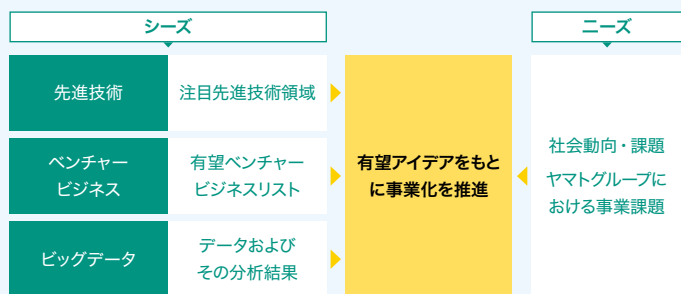 シーズ
ニーズ
先進技術
注目先進技術領域
ベンチャー
ビジネス
有望ベンチャー
ビジネスリスト
ビッグデータ
データおよび
その分析結果
有望アイデアをもと
に事業化を推進
社会動向・課題
ヤマトグループに
おける事業課題